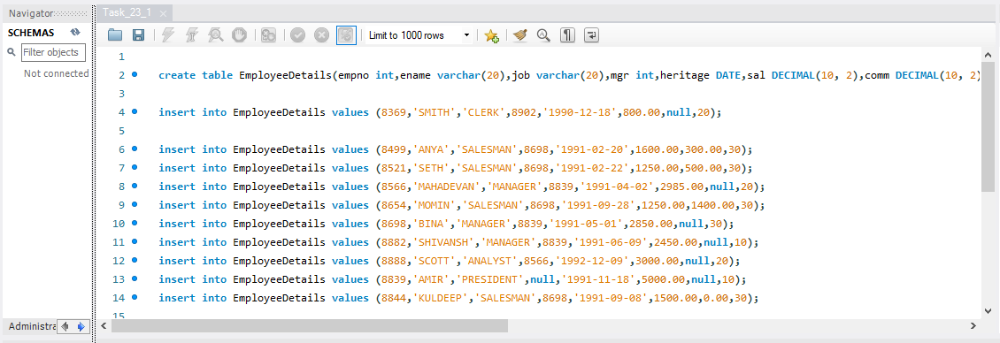 Navigator
Task_23_1
SCHEMAS
Limit to 1000 rows
Filter objects
Not connected
1
2 create table EmployeeDetails(empno int,ename varchar(20),job varchar(20),mgr int,heritage DATE,sal DECIMAL(10, 2),comm DECIMAL(10, 2)
3
4 insert into EmployeeDetails values (8369,'SMITH','CLERK',8902,'1990-12-18',800.00,null,20);
5
6 insert into EmployeeDetails values (8499,'ANYA','SALESMAN',8698,'1991-02-20',1600.00,300.00,30);
7 insert into EmployeeDetails values (8521,'SETH','SALESMAN',8698,'1991-02-22',1250.00,500.00,30);
8 insert into EmployeeDetails values (8566,'MAHADEVAN','MANAGER',8839,'1991-04-02',2985.00,null,20);
9 insert into EmployeeDetails values (8654,'MOMIN','SALESMAN',8698,'1991-09-28',1250.00,1400.00,30);
10 insert into EmployeeDetails values (8698,'BINA','MANAGER',8839,'1991-05-01',2850.00,null,30);
11 insert into EmployeeDetails values (8882,'SHIVANSH','MANAGER',8839,'1991-06-09',2450.00,null,10);
12 insert into EmployeeDetails values (8888,'SCOTT','ANALYST',8566,'1992-12-09',3000.00,null,20);
13 insert into EmployeeDetails values (8839,'AMIR','PRESIDENT',null,'1991-11-18',5000.00,null,10);
14 insert into EmployeeDetails values (8844,'KULDEEP','SALESMAN',8698,'1991-09-08',1500.00,0.00,30);
15
Administra